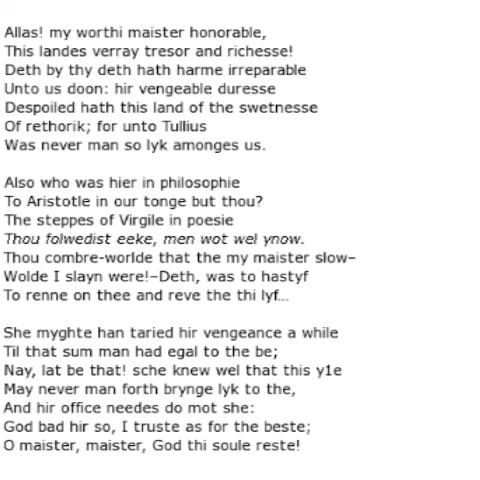 Allas! my worthi maister honorable,
This landes verray tresor and richesse!
Deth by thy deth hath harme irreparable
Unto us doon: hir vengeable duresse
Despoiled hath this land of the swetnesse
Of rethorik; for unto Tullius
Was never man so lyk amonges us.

Also who was hier in philosophie
To Aristotle in our tonge but thou?
The steppes of Virgile in poesie
Thou folwedist eeke, men wot wel ynow.
Thou combre-worlde that the my maister slow–
Wolde I slayn were!–Deth, was to hastyf
To renne on thee and reve the thi lyf…

She myghte han taried hir vengeance a while
Til that sum man had egal to the be;
Nay, lat be that! sche knew wel that this y1e
May never man forth brynge lyk to the,
And hir office needes do mot she:
God bad hir so, I truste as for the beste;
O maister, maister, God thi soule reste!